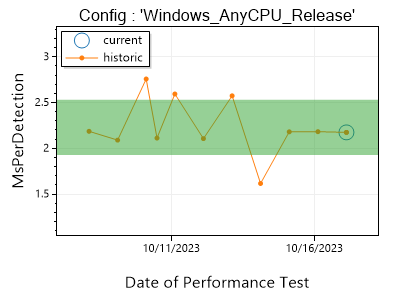 Config : 'Windows_AnyCPU_Release'
current
historic
3
2.5
2
1.5
MsPerDetection
10/11/2023
10/16/2023
Date of Performance Test